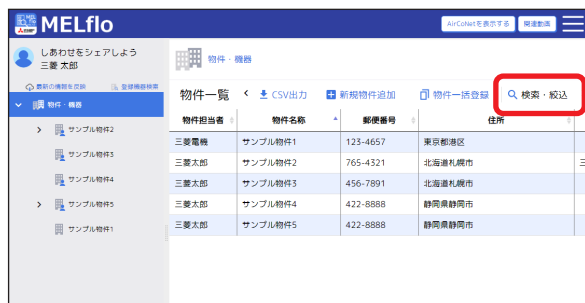 MELflo
AirCoNetを表示する
関連動画
しあわせをシェアしよう
三菱 太郎
最新の情報を反映
登録機器検索
物件・機器
サンプル物件2
サンプル物件3
サンプル物件4
サンプル物件5
サンプル物件1
物件・機器
物件一覧
CSV出力
新規物件追加
物件一括登録
検索・絞込
物件担当者 物件名称 郵便番号 住所
三菱電機 サンプル物件1 123-4657 東京都港区
三菱太郎 サンプル物件2 765-4321 北海道札幌市 三
三菱太郎 サンプル物件3 456-7891 北海道札幌市
三菱太郎 サンプル物件4 422-8888 静岡県静岡市
三菱太郎 サンプル物件5 422-8888 静岡県静岡市